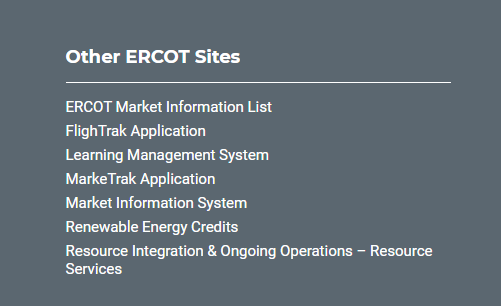 Other ERCOT Sites
ERCOT Market Information List
FlighTrak Application
Learning Management System
MarkeTrak Application
Market Information System
Renewable Energy Credits
Resource Integration & Ongoing Operations – Resource
Services